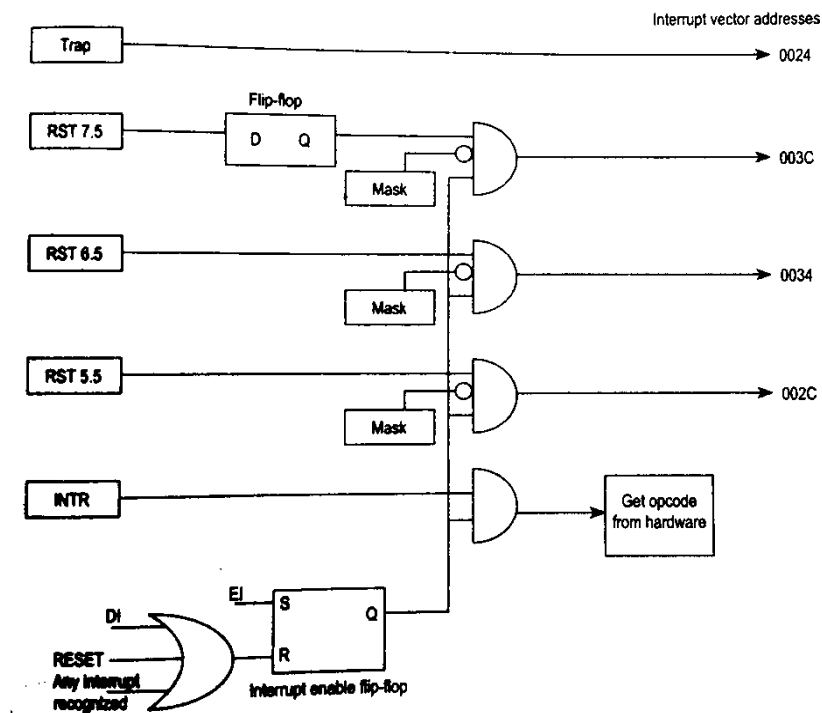 Interrupt vector addresses
Trap
0024
Flip-flop
RST 7.5
D Q
003C
Mask
RST 6.5
0034
Mask
RST 5.5
002C
Mask
INTR
Get opcode
from hardware
EI
S
Q
DI
RESET
R
Any interrupt
recognized
Interrupt enable flip-flop